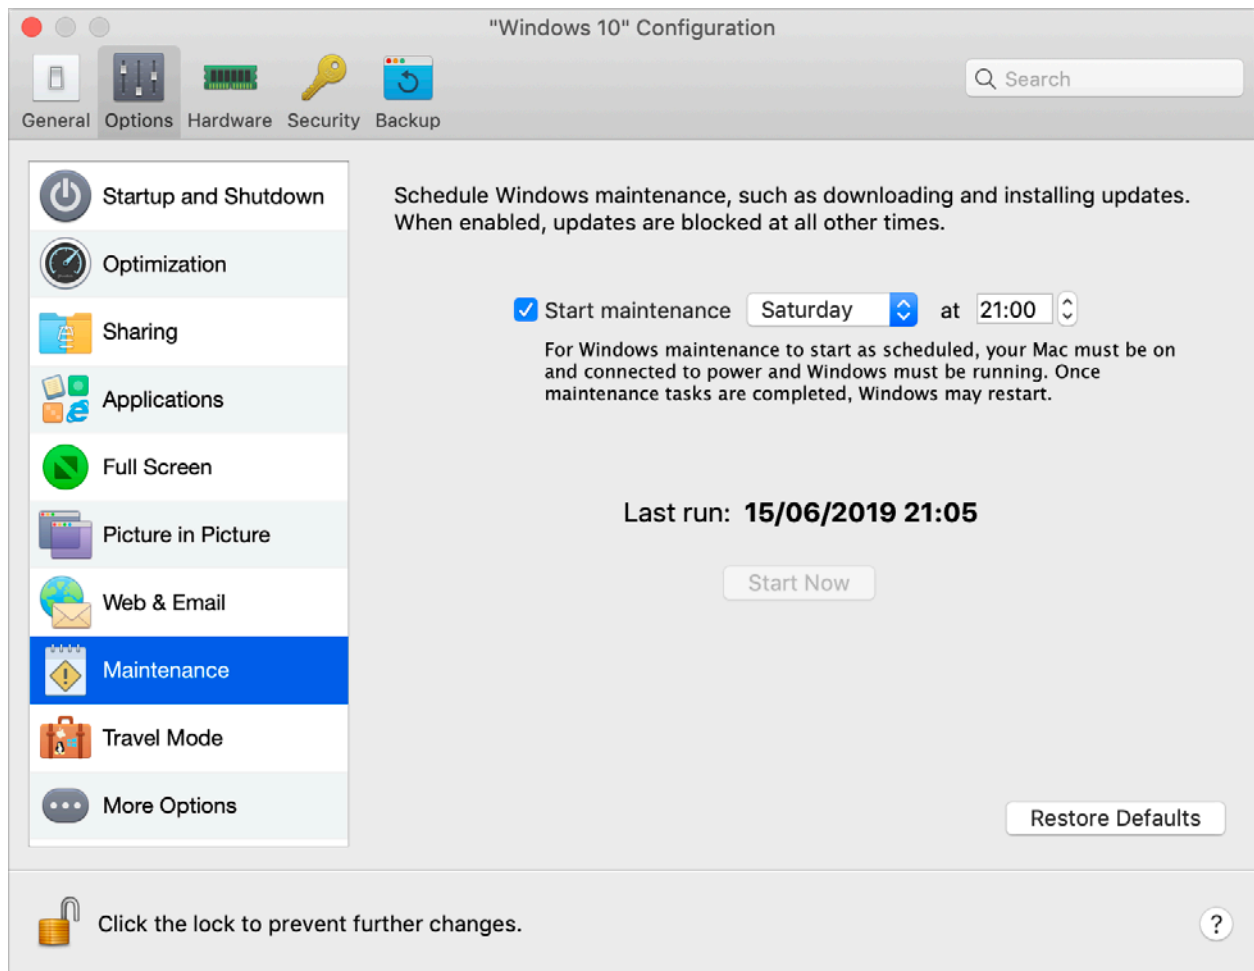 "Windows 10" Configuration
General Options Hardware Security Backup
Search
Startup and Shutdown
Optimization
Sharing
Applications
Full Screen
Picture in Picture
Web & Email
Maintenance
Travel Mode
More Options
Schedule Windows maintenance, such as downloading and installing updates.
When enabled, updates are blocked at all other times.
Start maintenance Saturday at 21:00
For Windows maintenance to start as scheduled, your Mac must be on
and connected to power and Windows must be running. Once
maintenance tasks are completed, Windows may restart.
Last run: 15/06/2019 21:05
Start Now
Restore Defaults
Click the lock to prevent further changes.
?